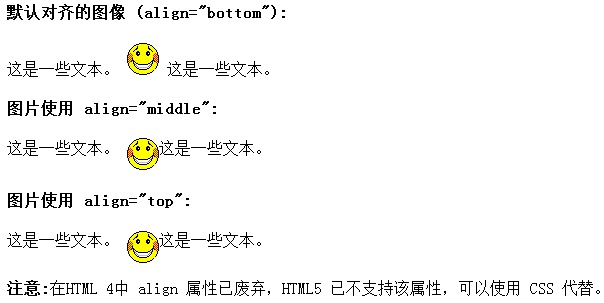 默认对齐的图像 (align="bottom"):
这是一些文本。 这是一些文本。
图片使用 align="middle":
这是一些文本。 这是一些文本。
图片使用 align="top":
这是一些文本。 这是一些文本。
注意:在HTML 4中 align 属性已废弃，HTML5 已不支持该属性，可以使用 CSS 代替。